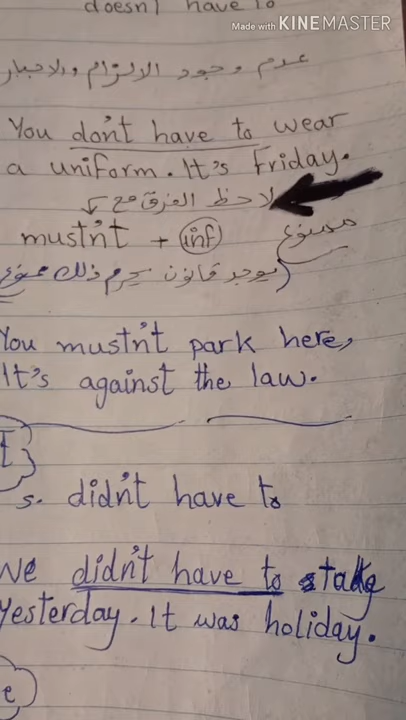 doesn't have to
Made with KINEMASTER
عدم وجود الالزام والاجبار
You don't have to wear
a uniform. It's Friday.
لاحظ الفرق مع
mustn't + inf ممنوع
(يوجد قانون يحرم ذلك ممنوع
You mustn't park here,
It's against the law.
t
s. didn't have to
We didn't have to
Yesterday. It was holiday.
e